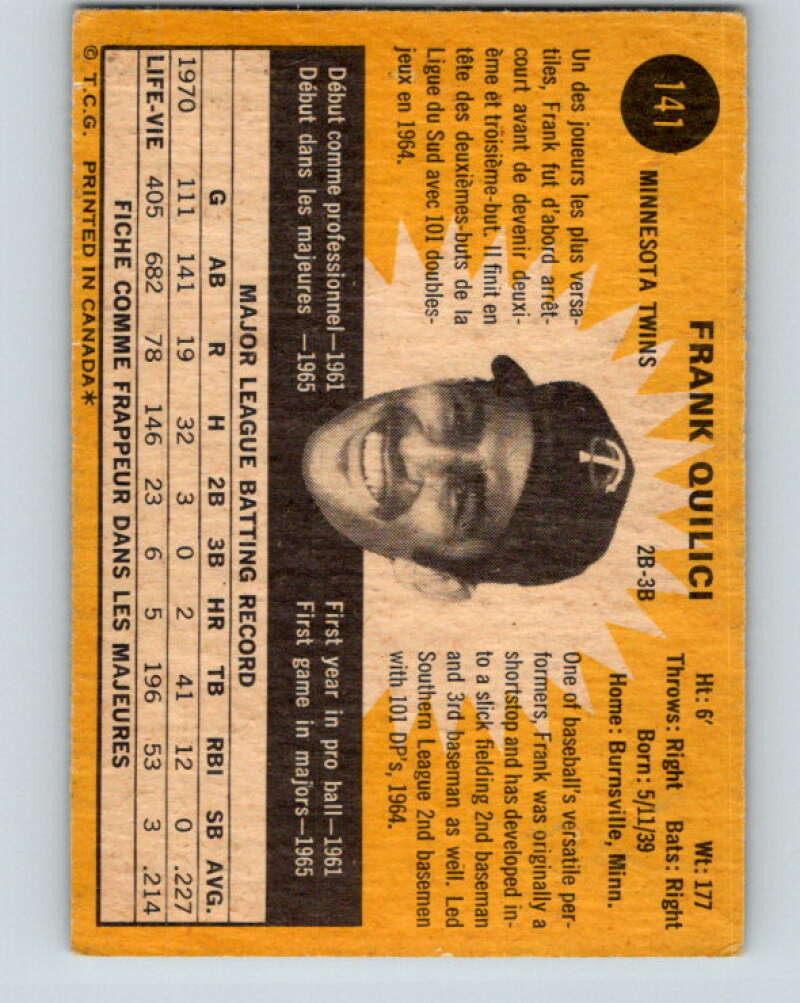 141
FRANK QUILICI
MINNESOTA TWINS
2B-3B
Ht: 6' Wt: 177
Throws: Right Bats: Right
Born: 5/11/39
Home: Burnsville, Minn.
Un des joueurs les plus versa-
tiles, Frank fut d'abord arrêt-
court avant de devenir deuxi-
ème et troisième-but. Il finit en
tête des deuxièmes-buts de la
Ligue du Sud avec 101 doubles-
jeux en 1964.
One of baseball's versatile per-
formers, Frank was originally a
shortstop and has developed in-
to a slick fielding 2nd baseman
and 3rd baseman as well. Led
Southern League 2nd basemen
with 101 DP's, 1964.
Début comme professionnel—1961
Début dans les majeures —1965
First year in pro ball—1961
First game in majors—1965
MAJOR LEAGUE BATTING RECORD
G AB R H 2B 3B HR TB RBI SB AVG.
1970 111 141 19 32 3 0 2 41 12 0 .227
LIFE-VIE 405 682 78 146 23 6 5 196 53 3 .214
FICHE COMME FRAPPEUR DANS LES MAJEURES
© T.C.G. PRINTED IN CANADA*